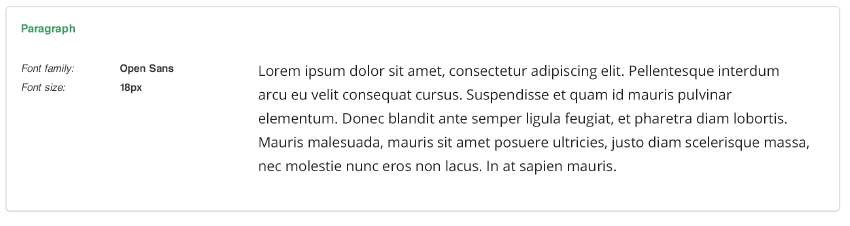 Paragraph
Font family: Open Sans
Font size: 18px
Lorem ipsum dolor sit amet, consectetur adipiscing elit. Pellentesque interdum
arcu eu velit consequat cursus. Suspendisse et quam id mauris pulvinar
elementum. Donec blandit ante semper ligula feugiat, et pharetra diam lobortis.
Mauris malesuada, mauris sit amet posuere ultricies, justo diam scelerisque massa,
nec molestie nunc eros non lacus. In at sapien mauris.